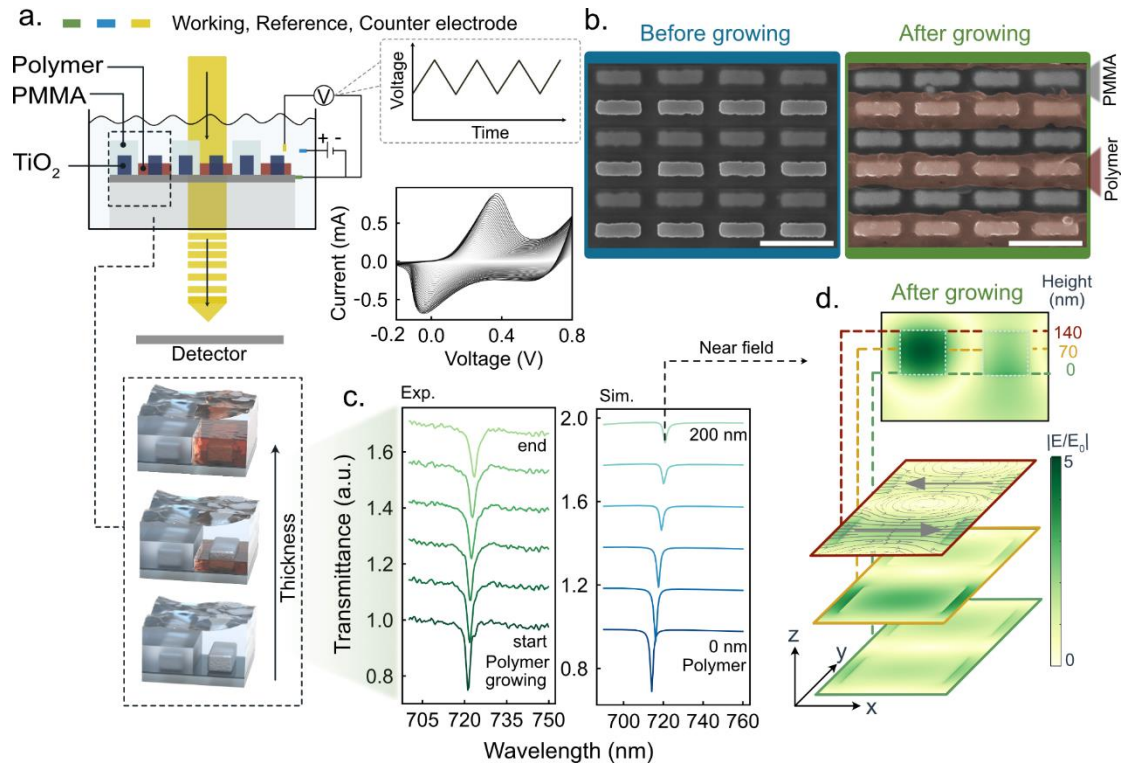 a.
Working, Reference, Counter electrode
Polymer
PMMA
TiO2
V
+ -
Voltage
Time
Detector
Current (mA)
0.5
0.0
-0.5
-0.2
0.0
0.4
0.8
Voltage (V)
Thickness
b.
Before growing
After growing
PMMA
Polymer
c.
Exp.
Transmittance (a.u.)
1.6
1.4
1.2
1.0
0.8
end
start
Polymer
growing
705
720
735
750
Sim.
2.0
1.6
1.2
0.8
200 nm
0 nm
Polymer
700
720
740
760
Wavelength (nm)
Near field
d.
After growing
Height
(nm)
140
70
0
|E/E0|
5
0
z
y
x